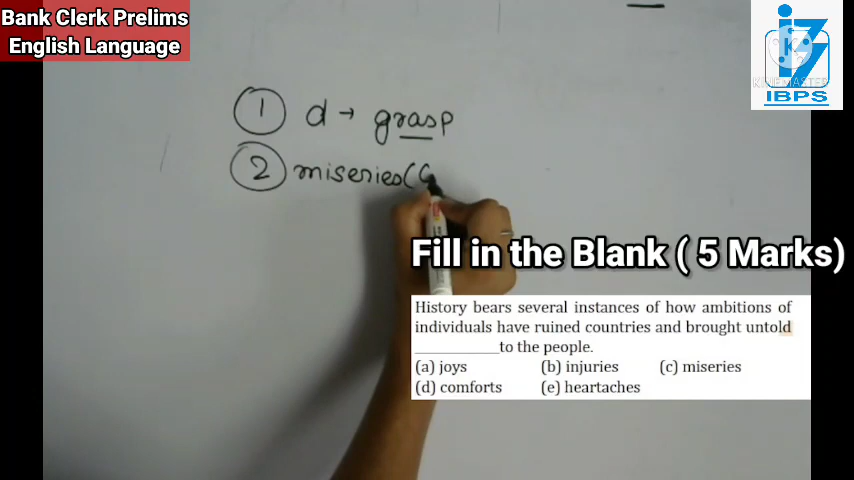 Bank Clerk Prelims
English Language
KINEMASTER
IBPS
1 d → grasp
2 miseries(c
Fill in the Blank ( 5 Marks)
History bears several instances of how ambitions of
individuals have ruined countries and brought untold
__________to the people.
(a) joys (b) injuries (c) miseries
(d) comforts (e) heartaches